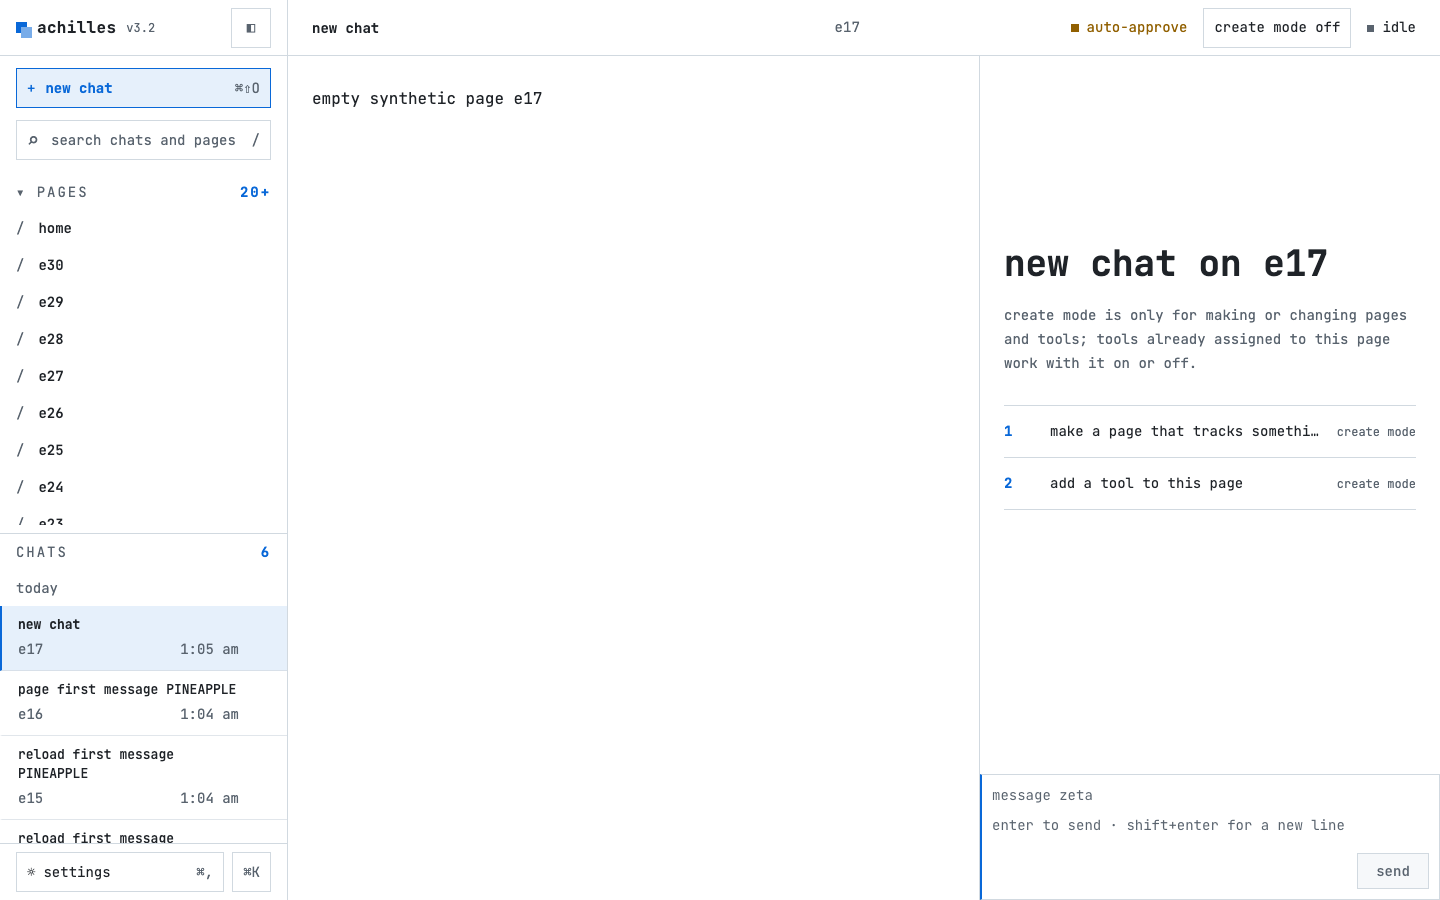 achilles v3.2
+ new chat ⌘⇧O
search chats and pages /
▾ PAGES 20+
/ home
/ e30
/ e29
/ e28
/ e27
/ e26
/ e25
/ e24
/ e23
CHATS 6
today
new chat
e17 1:05 am
page first message PINEAPPLE
e16 1:04 am
reload first message
PINEAPPLE
e15 1:04 am
reload first message
settings ⌘,
⌘K
new chat e17 auto-approve create mode off idle
empty synthetic page e17
new chat on e17
create mode is only for making or changing pages
and tools; tools already assigned to this page
work with it on or off.
1 make a page that tracks somethi… create mode
2 add a tool to this page create mode
message zeta
enter to send · shift+enter for a new line
send